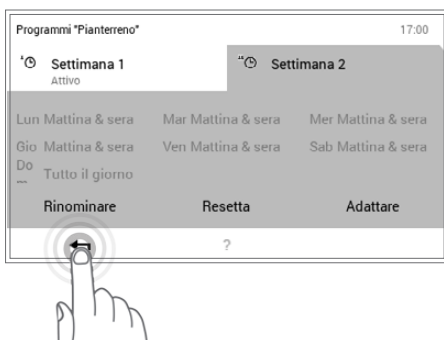 Programmi "Pianterreno" 17:00
Settimana 1 Settimana 2
Attivo
Lun Mattina & sera Mar Mattina & sera Mer Mattina & sera
Gio Mattina & sera Ven Mattina & sera Sab Mattina & sera
Do
... Tutto il giorno
Rinominare Resetta Adattare
?